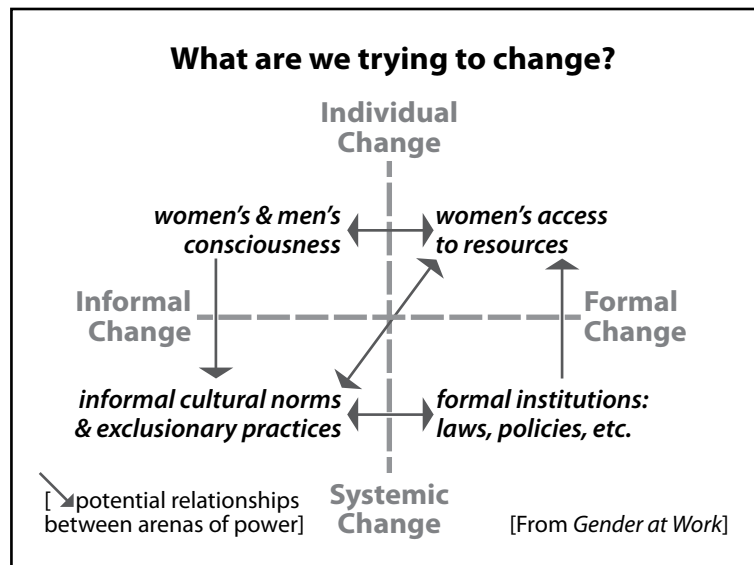 What are we trying to change?
Individual
Change
women's & men's
consciousness
women's access
to resources
Informal
Change
Formal
Change
informal cultural norms
& exclusionary practices
formal institutions:
laws, policies, etc.
[ potential relationships
between arenas of power]
Systemic
Change
[From Gender at Work]